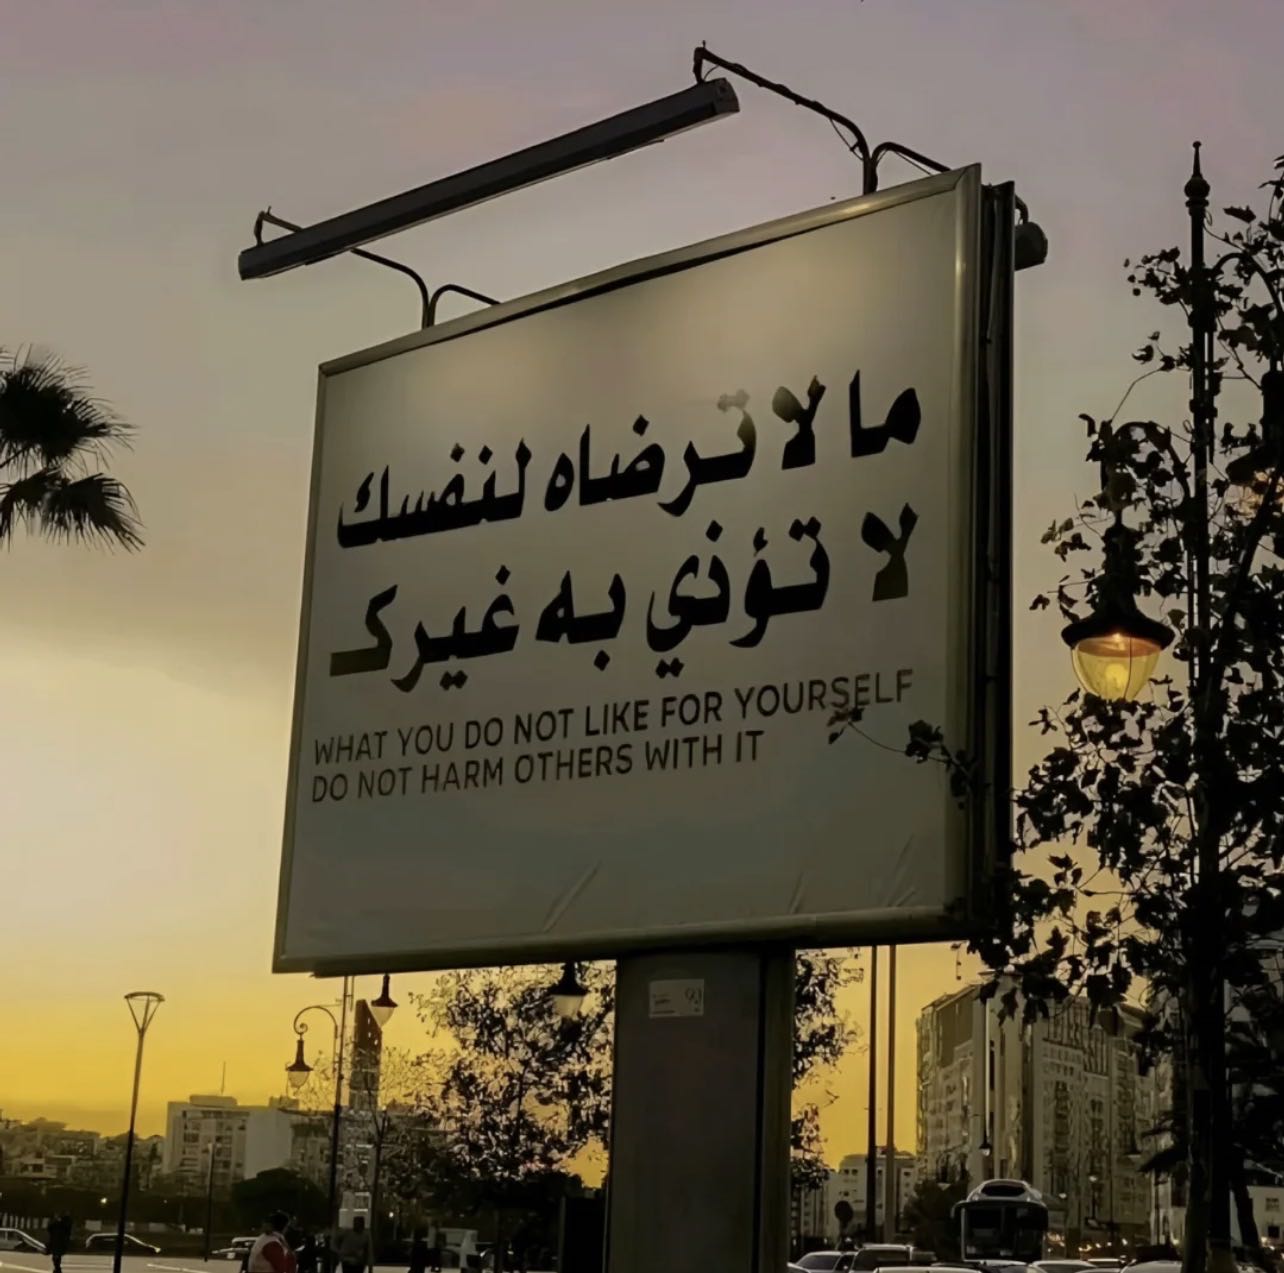 ما لا ترضاه لنفسك
لا تؤذي به غيرك
WHAT YOU DO NOT LIKE FOR YOURSELF
DO NOT HARM OTHERS WITH IT